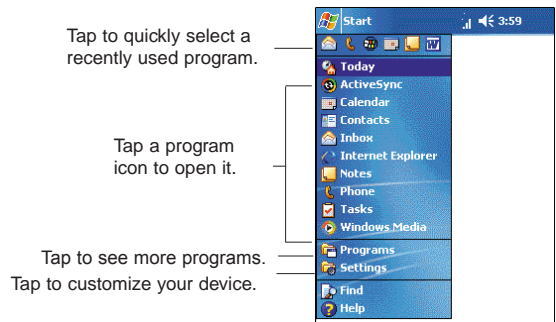 Start 3:59
Tap to quickly select a
recently used program.
Today
ActiveSync
Calendar
Contacts
Inbox
Internet Explorer
Notes
Phone
Tasks
Windows Media
Tap a program
icon to open it.
Programs
Settings
Tap to see more programs.
Tap to customize your device.
Find
Help